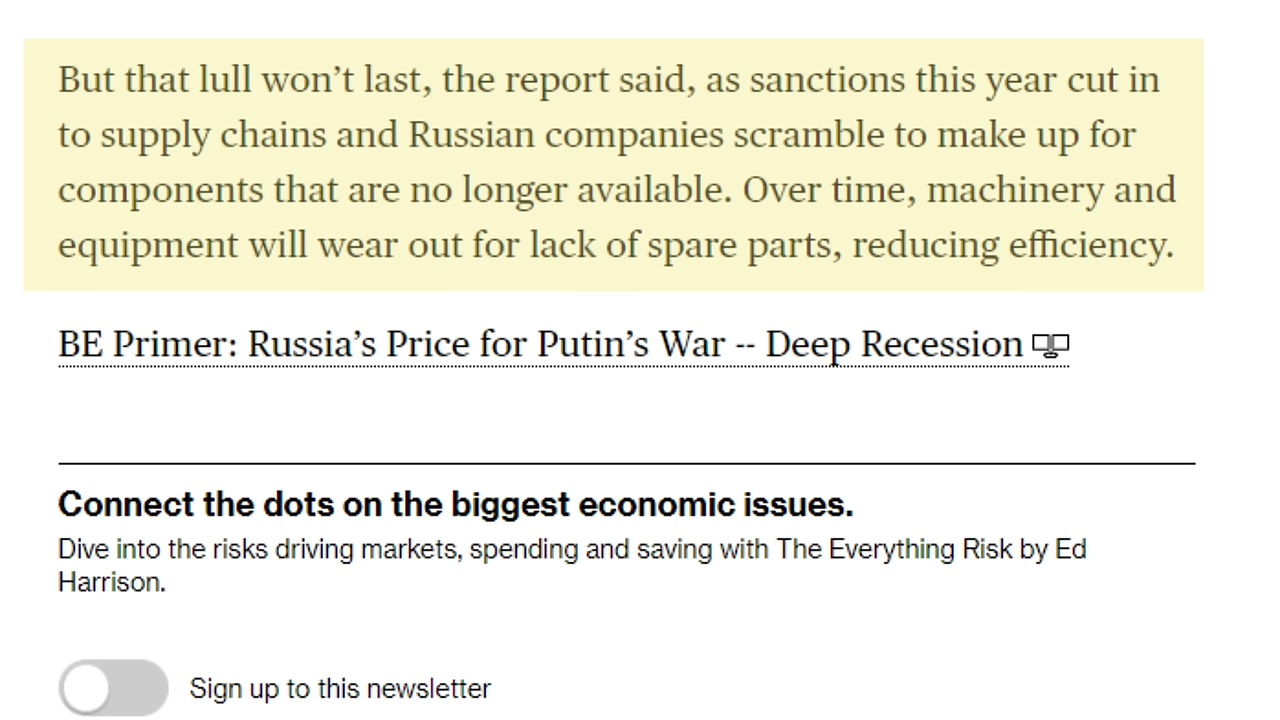 But that lull won’t last, the report said, as sanctions this year cut in
to supply chains and Russian companies scramble to make up for
components that are no longer available. Over time, machinery and
equipment will wear out for lack of spare parts, reducing efficiency.
BE Primer: Russia’s Price for Putin’s War -- Deep Recession
Connect the dots on the biggest economic issues.
Dive into the risks driving markets, spending and saving with The Everything Risk by Ed
Harrison.
Sign up to this newsletter